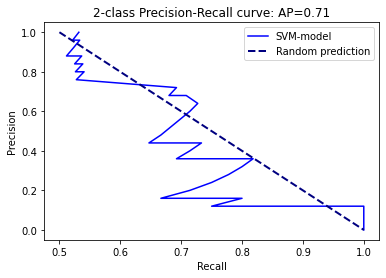 2-class Precision-Recall curve: AP=0.71
SVM-model
Random prediction
Precision
1.0
0.8
0.6
0.4
0.2
0.0
0.5 0.6 0.7 0.8 0.9 1.0
Recall